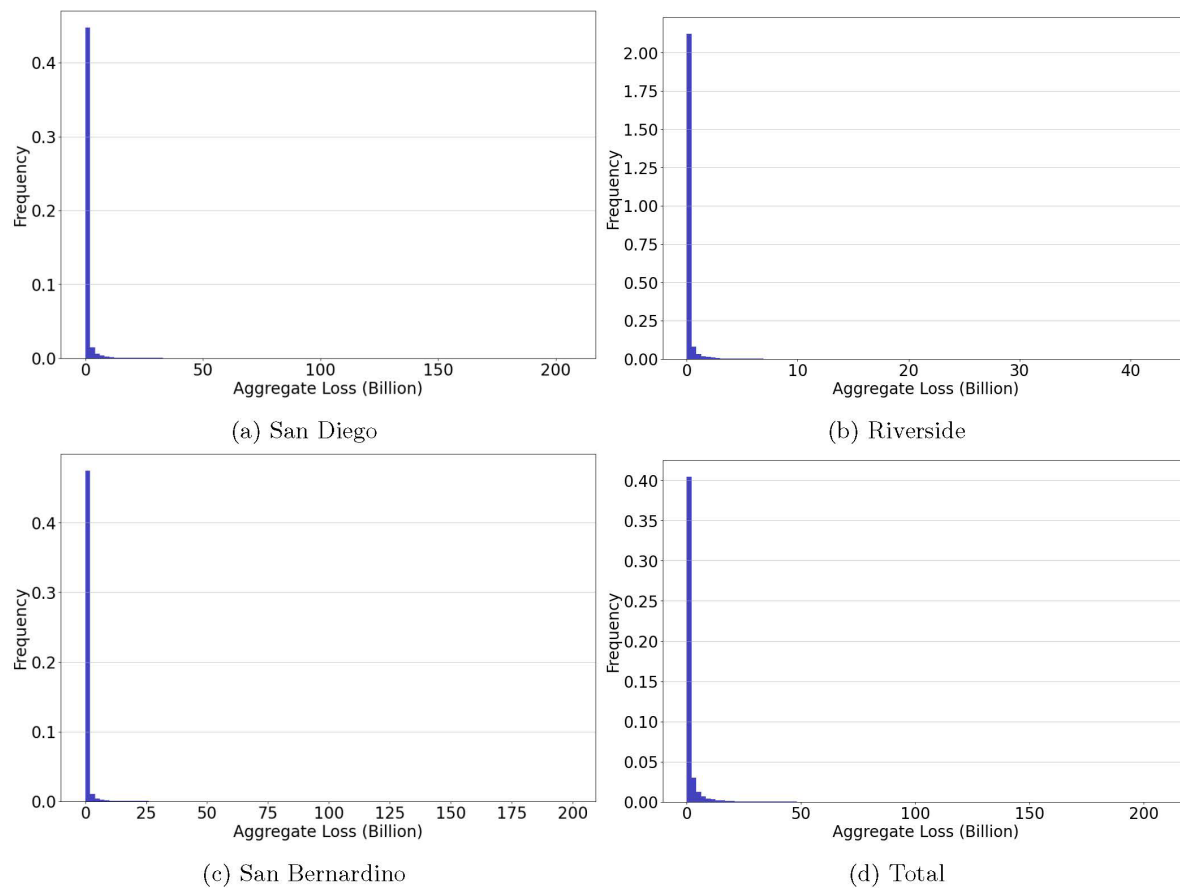 0.4
0.3
0.2
0.1
0.0
Frequency
0 50 100 150 200
Aggregate Loss (Billion)
(a) San Diego
2.00
1.75
1.50
1.25
1.00
0.75
0.50
0.25
0.00
Frequency
0 10 20 30 40
Aggregate Loss (Billion)
(b) Riverside
0.4
0.3
0.2
0.1
0.0
Frequency
0 25 50 75 100 125 150 175 200
Aggregate Loss (Billion)
(c) San Bernardino
0.40
0.35
0.30
0.25
0.20
0.15
0.10
0.05
0.00
Frequency
0 50 100 150 200
Aggregate Loss (Billion)
(d) Total